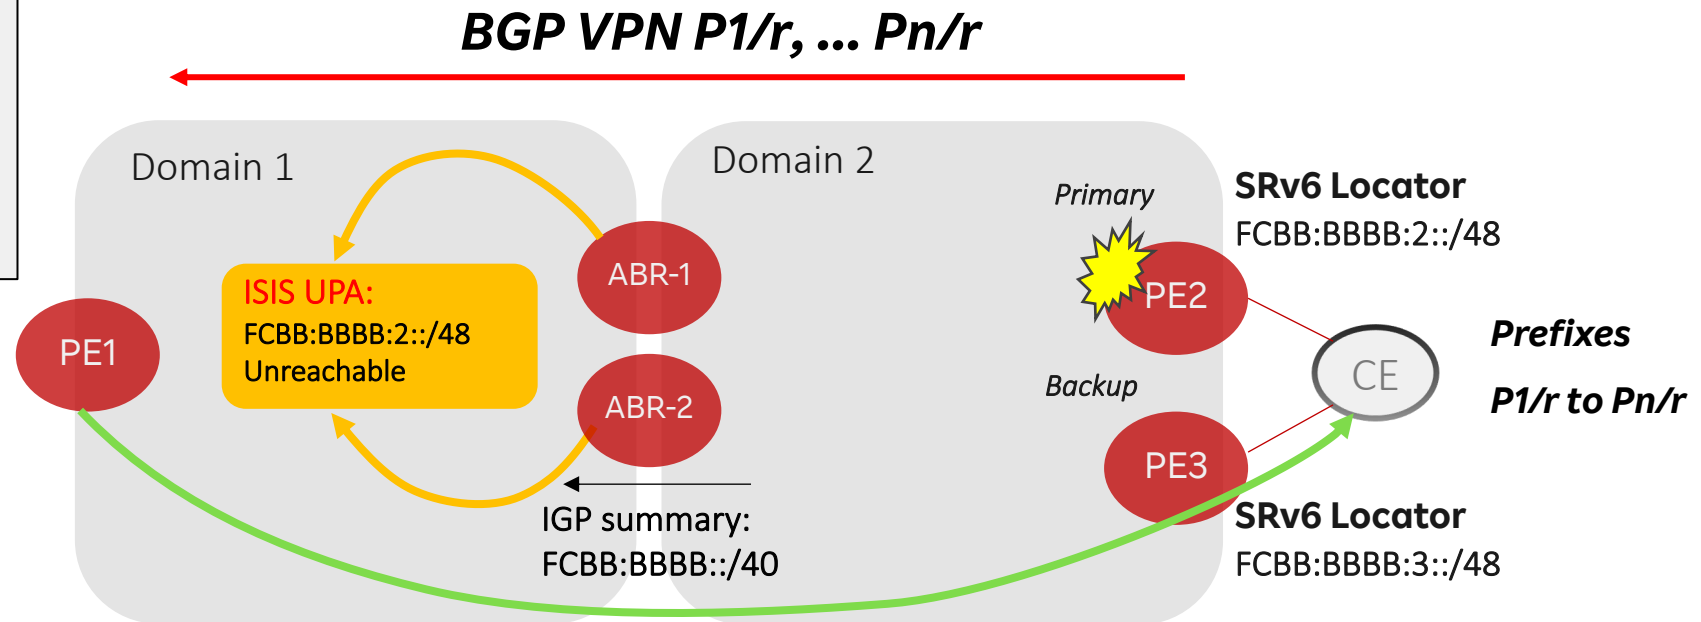 BGP VPN P1/r, ... Pn/r
Domain 1
Domain 2
Primary
SRv6 Locator
FCBB:BBBB:2::/48
ABR-1
PE2
ISIS UPA:
FCBB:BBBB:2::/48
Unreachable
PE1
Prefixes
P1/r to Pn/r
CE
Backup
ABR-2
PE3
IGP summary:
FCBB:BBBB::/40
SRv6 Locator
FCBB:BBBB:3::/48